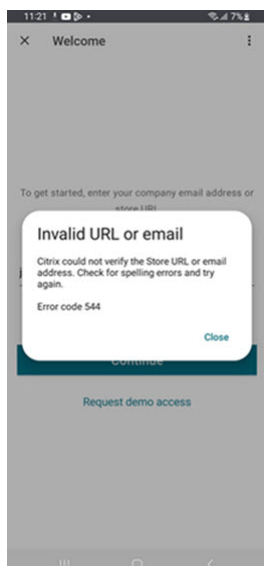 11:21
7%
Welcome
To get started, enter your company email address or
store URL
Invalid URL or email
Citrix could not verify the Store URL or email
address. Check for spelling errors and try
again.
Error code 544
Close
Continue
Request demo access